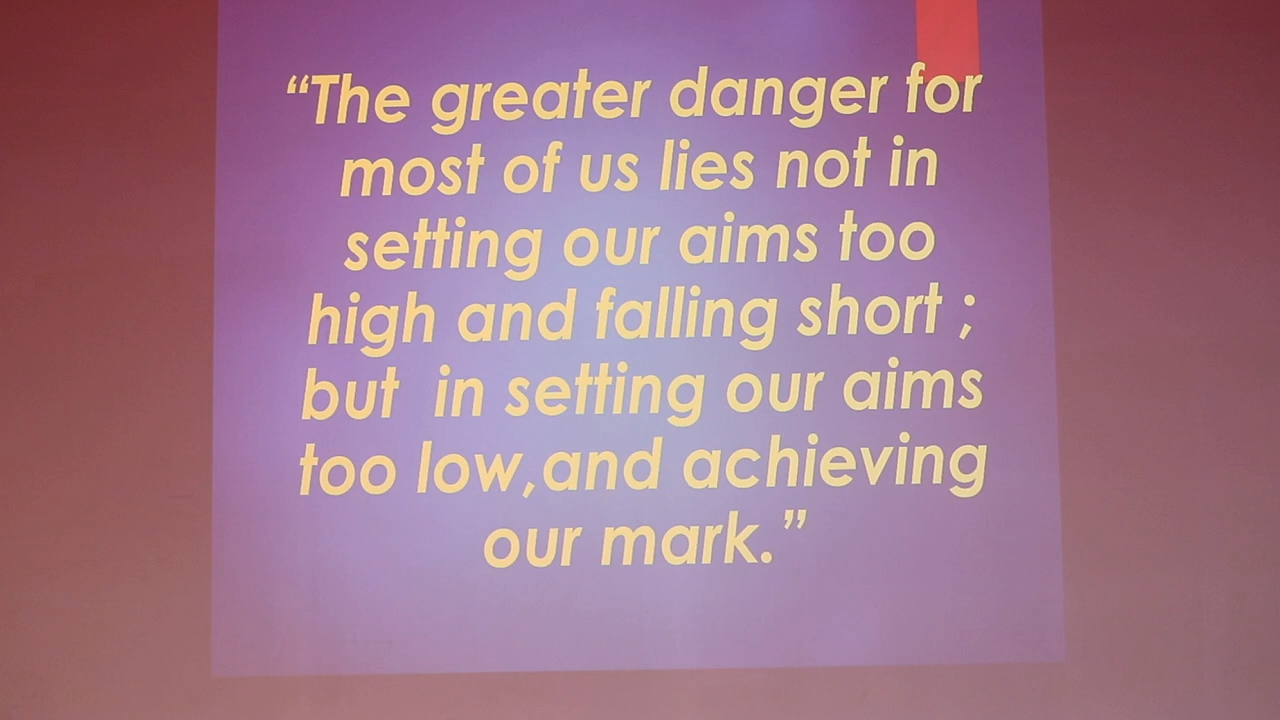 “The greater danger for
most of us lies not in
setting our aims too
high and falling short ;
but  in setting our aims
too low,and achieving
our mark.”